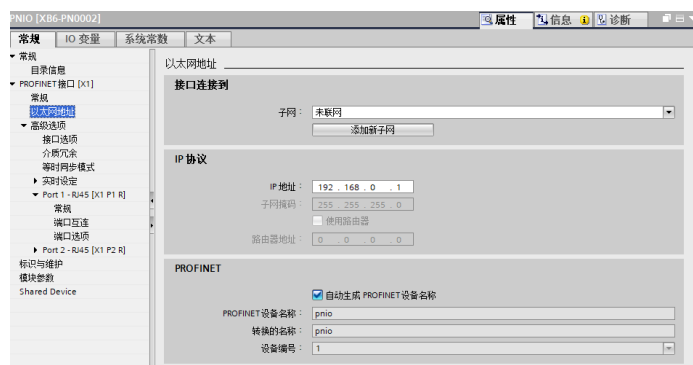 PNIO [XB6-PN0002]
属性 信息 诊断
常规 IO 变量 系统常数 文本
常规
目录信息
PROFINET接口 [X1]
常规
以太网地址
高级选项
接口选项
介质冗余
等时同步模式
实时设定
Port 1 - RJ45 [X1 P1 R]
常规
端口互连
端口选项
Port 2 - RJ45 [X1 P2 R]
标识与维护
模块参数
Shared Device
以太网地址
接口连接到
子网: 未联网
添加新子网
IP 协议
IP 地址: 192 . 168 . 0 . 1
子网掩码: 255 . 255 . 255 . 0
使用路由器
路由器地址: 0 . 0 . 0 . 0
PROFINET
自动生成 PROFINET 设备名称
PROFINET 设备名称: pnio
转换的名称: pnio
设备编号: 1